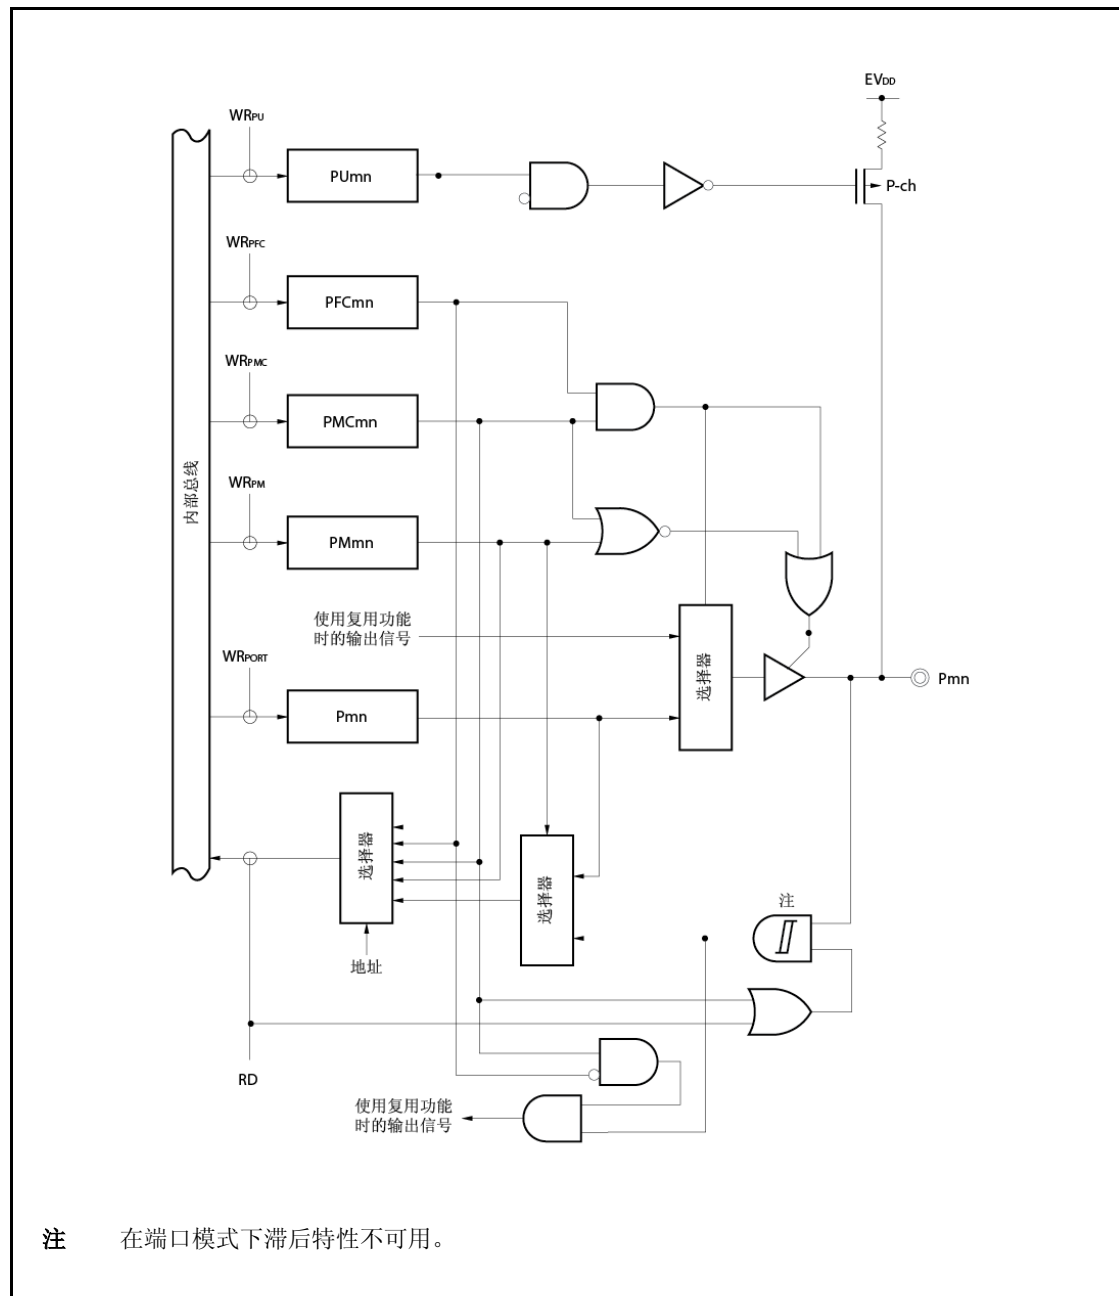 EVDD
WRPU
PUmn
P-ch
WRPFC
PFCmn
WRPMC
PMCmn
内部总线
WRPM
PMmn
使用复用功能
时的输出信号
WRPORT
选择器
Pmn
Pmn
选择器
选择器
注
地址
RD
使用复用功能
时的输出信号
注 在端口模式下滞后特性不可用。